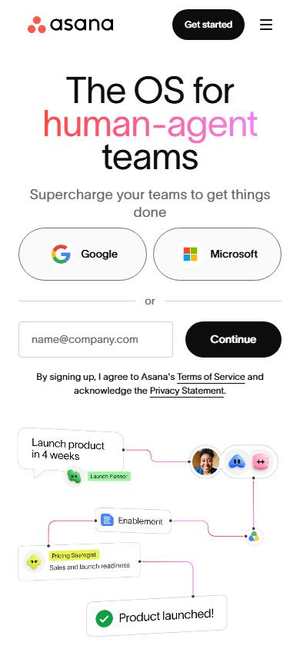 asana
Get started
The OS for
human-agent
teams
Supercharge your teams to get things
done
Google
Microsoft
or
name@company.com
Continue
By signing up, I agree to Asana's Terms of Service and
acknowledge the Privacy Statement.
Launch product
in 4 weeks
Launch Planner
Enablement
Pricing Strategist
Sales and launch readiness
Product launched!